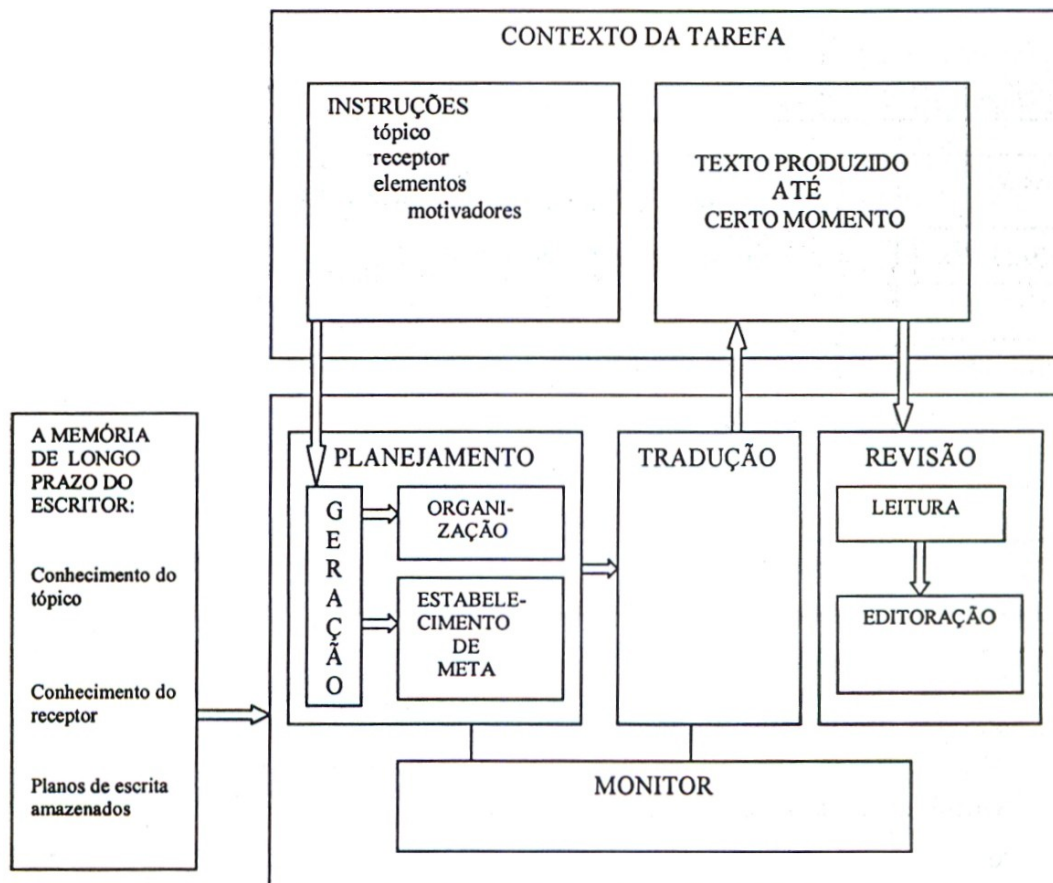 CONTEXTO DA TAREFA
INSTRUÇÕES
tópico
receptor
elementos
motivadores
TEXTO PRODUZIDO
ATÉ
CERTO MOMENTO
A MEMÓRIA
DE LONGO
PRAZO DO
ESCRITOR:
Conhecimento do
tópico
Conhecimento do
receptor
Planos de escrita
amazenados
PLANEJAMENTO
GERAÇÃO
ORGANI-
ZAÇÃO
ESTABELE-
CIMENTO
DE
META
TRADUÇÃO
REVISÃO
LEITURA
EDITORAÇÃO
MONITOR